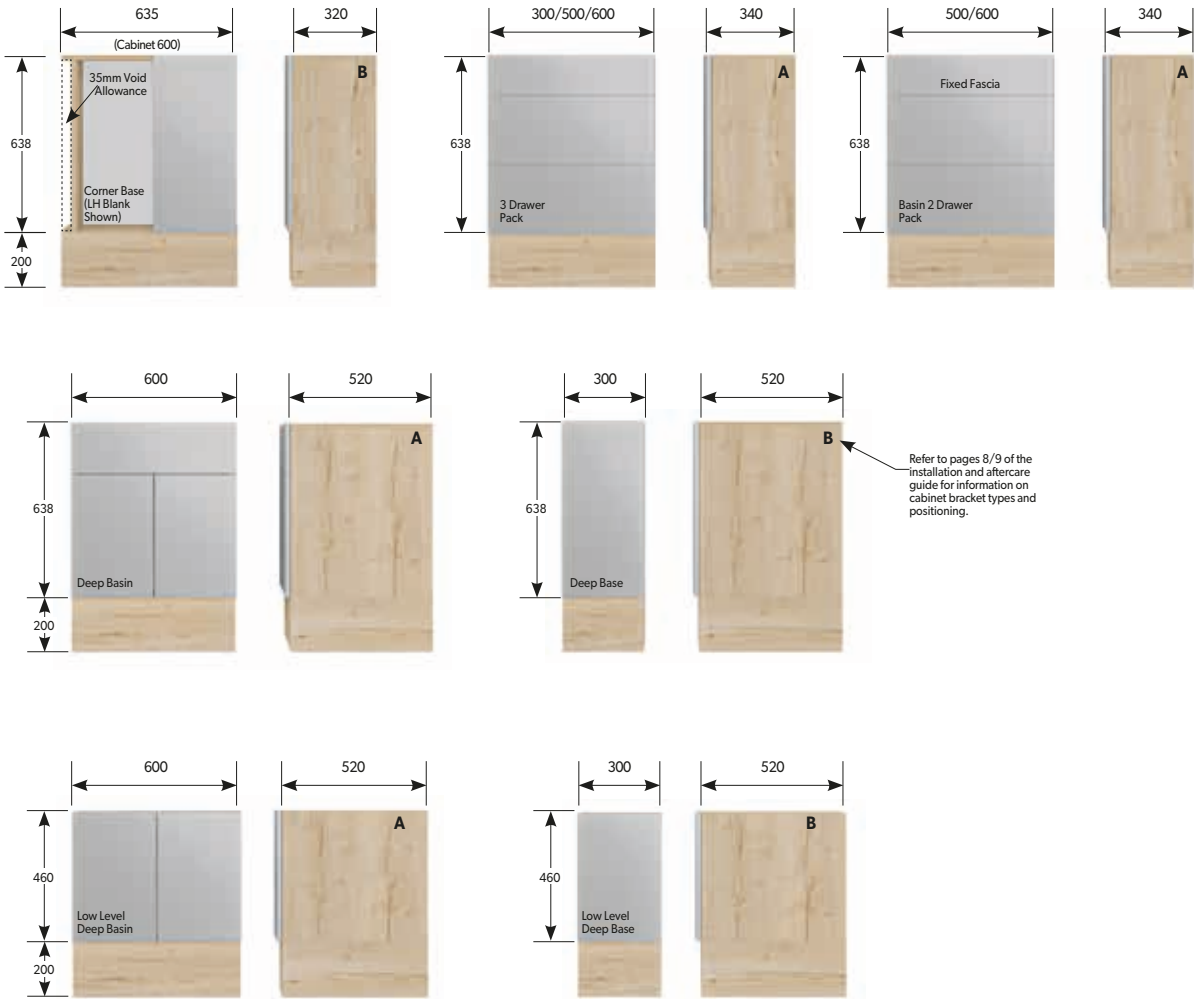 635
(Cabinet 600)
320
300/500/600
340
500/600
340
35mm Void
Allowance
B
A
Fixed Fascia
A
638
638
638
Corner Base
(LH Blank
Shown)
3 Drawer
Pack
Basin 2 Drawer
Pack
200
600
520
300
520
A
B
Refer to pages 8/9 of the
installation and aftercare
guide for information on
cabinet bracket types and
positioning.
638
638
Deep Basin
Deep Base
200
600
520
300
520
A
B
460
460
Low Level
Deep Basin
Low Level
Deep Base
200